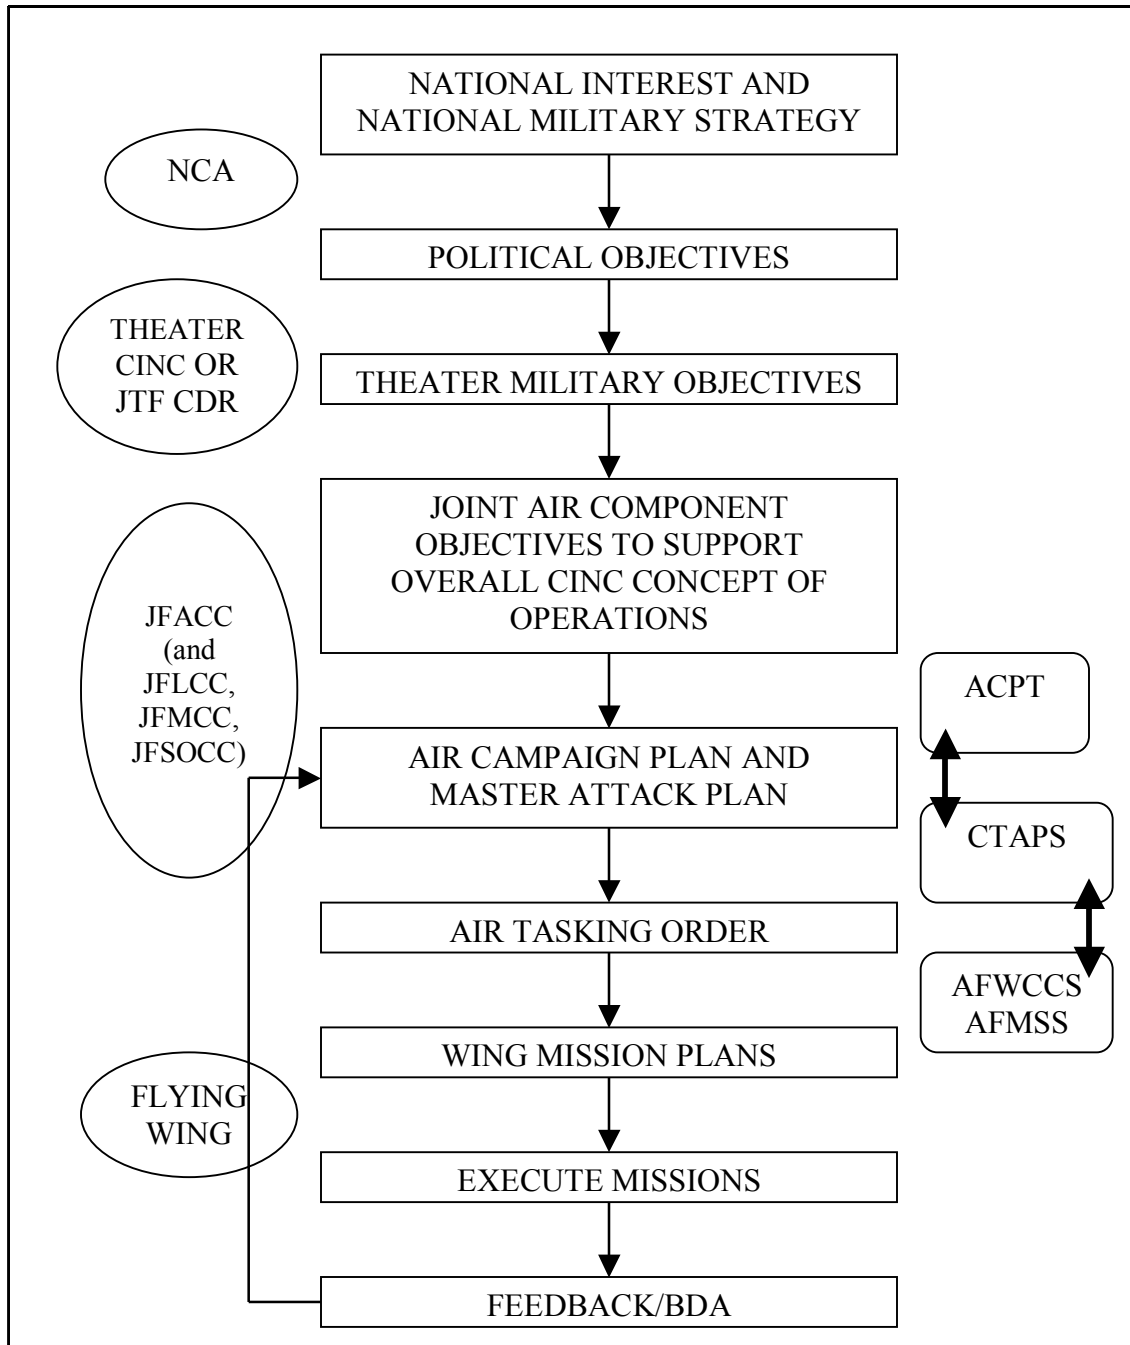 NATIONAL INTEREST AND
NATIONAL MILITARY STRATEGY
NCA
POLITICAL OBJECTIVES
THEATER
CINC OR
JTF CDR
THEATER MILITARY OBJECTIVES
JOINT AIR COMPONENT
OBJECTIVES TO SUPPORT
OVERALL CINC CONCEPT OF
OPERATIONS
JFACC
(and
JFLCC,
JFMCC,
JFSOCC)
ACPT
AIR CAMPAIGN PLAN AND
MASTER ATTACK PLAN
CTAPS
AIR TASKING ORDER
AFWCCS
AFMSS
WING MISSION PLANS
FLYING
WING
EXECUTE MISSIONS
FEEDBACK/BDA